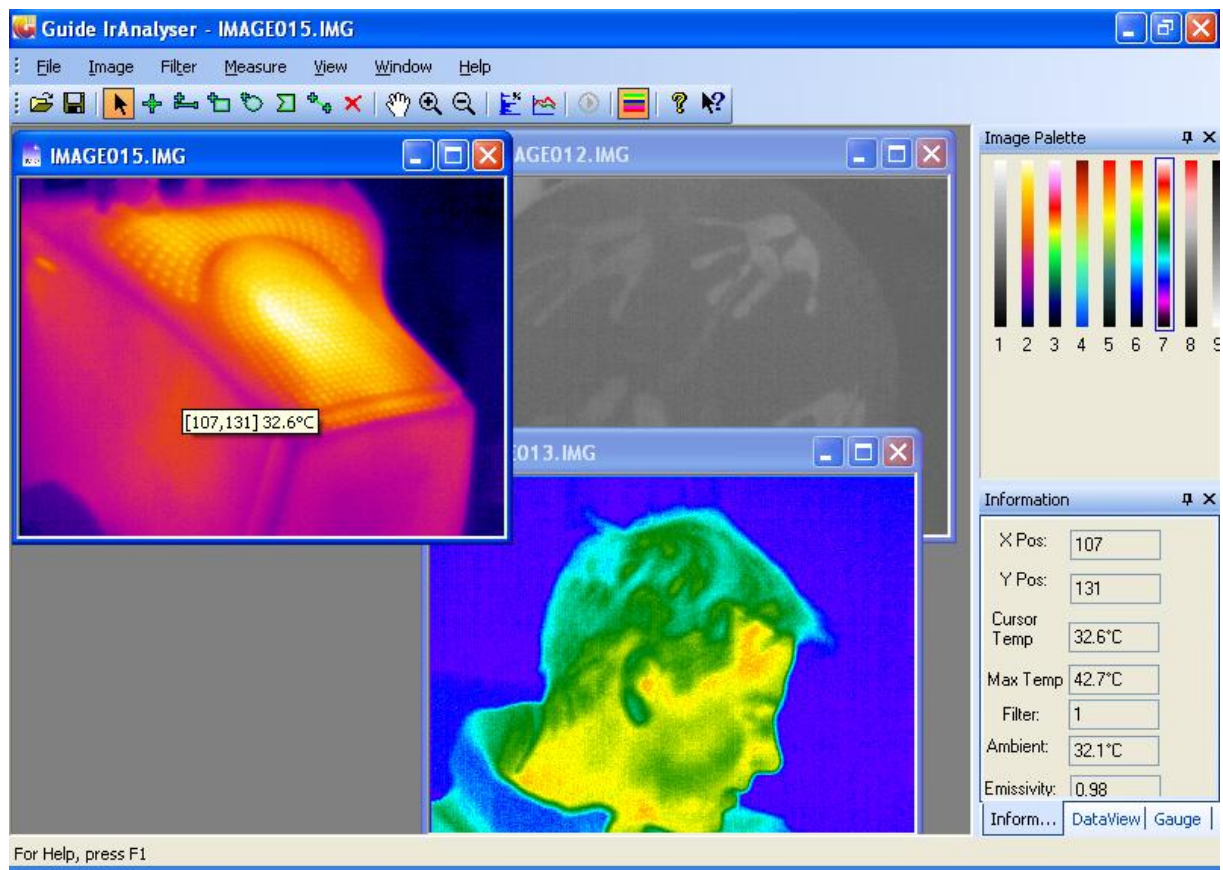 Guide IrAnalyser - IMAGE015.IMG
File Image Filter Measure View Window Help
IMAGE015.IMG
AGE012.IMG
[107,131] 32.6°C
E013.IMG
Image Palette
1 2 3 4 5 6 7 8 9
Information
X Pos: 107
Y Pos: 131
Cursor
Temp 32.6°C
Max Temp 42.7°C
Filter: 1
Ambient: 32.1°C
Emissivity: 0.98
Inform... DataView Gauge
For Help, press F1